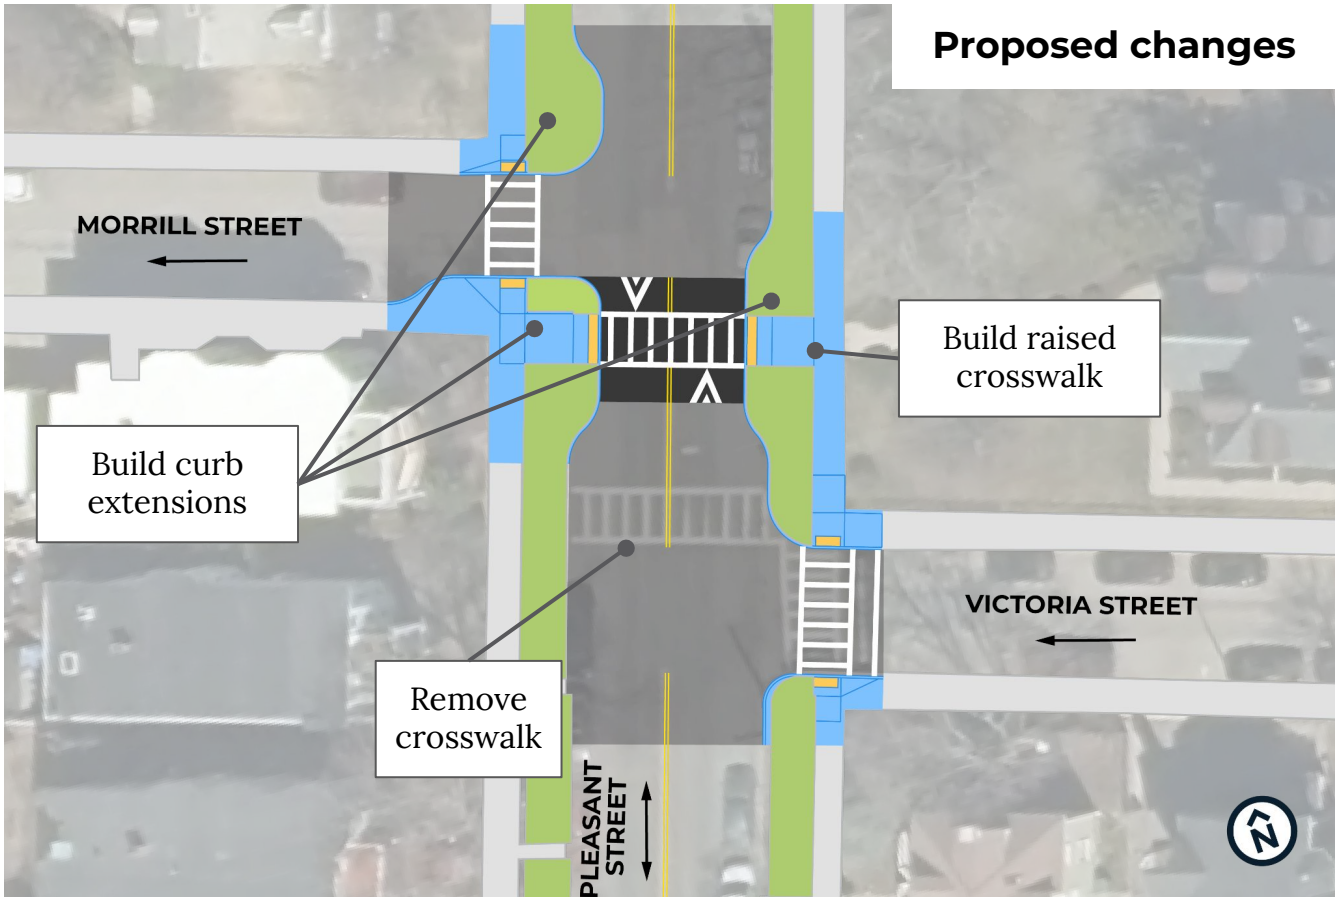 Proposed changes
MORRILL STREET
Build raised
crosswalk
Build curb
extensions
VICTORIA STREET
Remove
crosswalk
PLEASANT
STREET
N